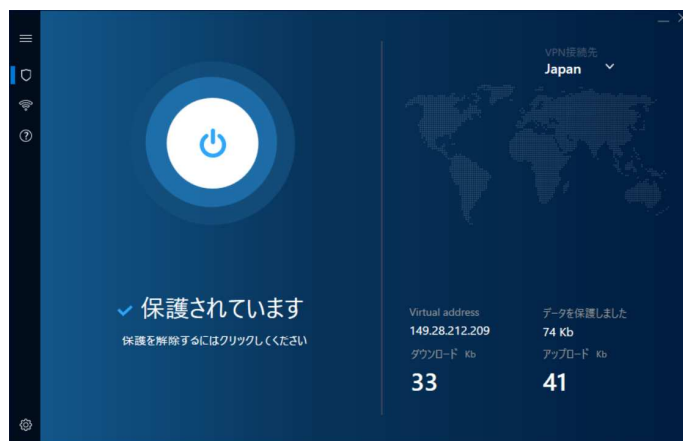 保護されています
保護を解除するにはクリックしてください
VPN接続先
Japan
Virtual address
149.28.212.209
データを保護しました
74 Kb
ダウンロード Kb
33
アップロード Kb
41